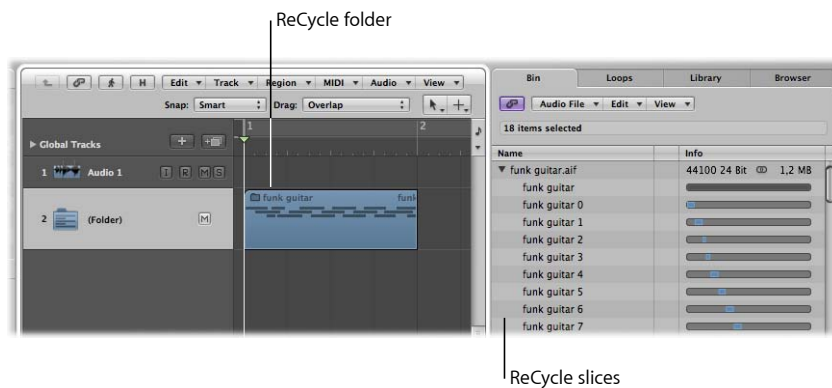 ReCycle folder
H Edit Track Region MIDI Audio View
Snap: Smart Drag: Overlap
1 2
Global Tracks
1 Audio 1 I R M S
2 (Folder) M
funk guitar funk
Bin Loops Library Browser
Audio File Edit View
18 items selected
Name Info
funk guitar.aif 44100 24 Bit 1,2 MB
funk guitar
funk guitar 0
funk guitar 1
funk guitar 2
funk guitar 3
funk guitar 4
funk guitar 5
funk guitar 6
funk guitar 7
ReCycle slices